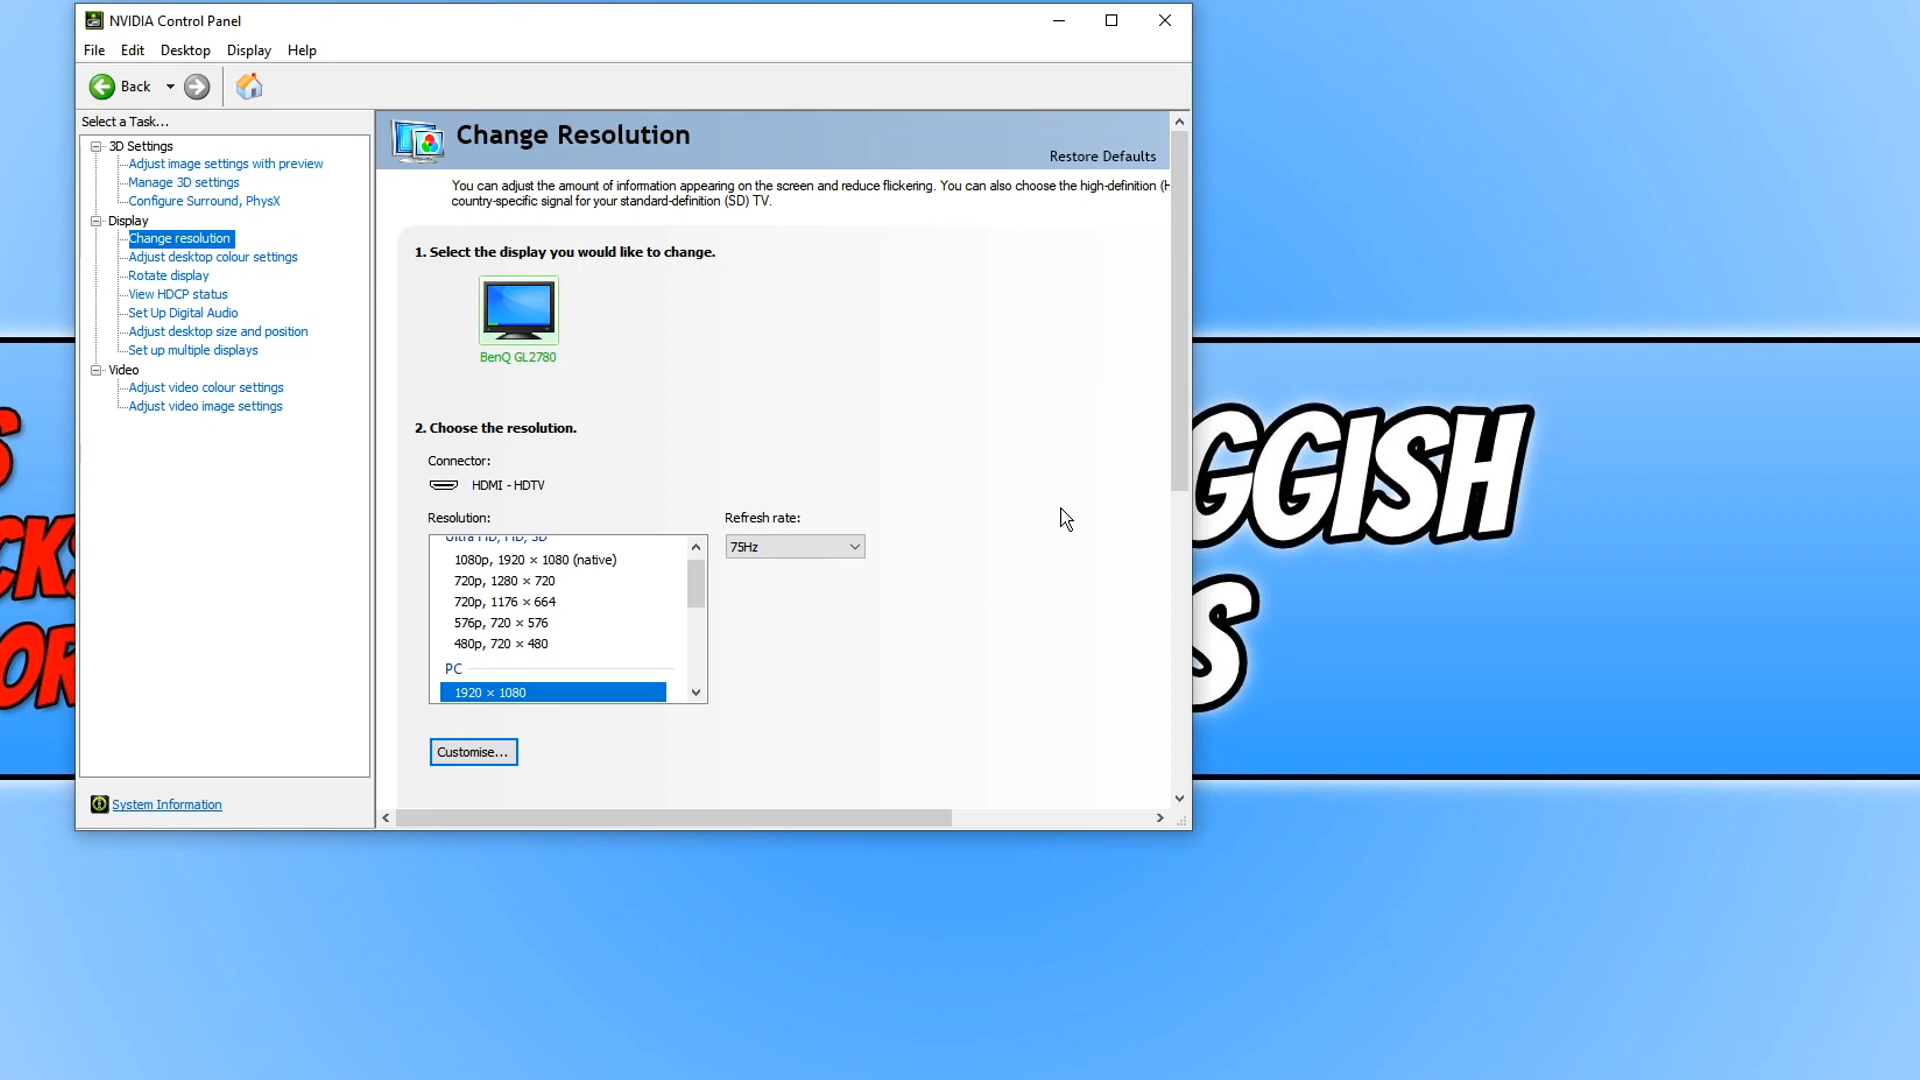 NVIDIA Control Panel
File Edit Desktop Display Help
Back
Select a Task...
3D Settings
Adjust image settings with preview
Manage 3D settings
Configure Surround, PhysX
Display
Change resolution
Adjust desktop colour settings
Rotate display
View HDCP status
Set Up Digital Audio
Adjust desktop size and position
Set up multiple displays
Video
Adjust video colour settings
Adjust video image settings
System Information
Change Resolution
Restore Defaults
You can adjust the amount of information appearing on the screen and reduce flickering. You can also choose the high-definition (H
country-specific signal for your standard-definition (SD) TV.
1. Select the display you would like to change.
BenQ GL2780
2. Choose the resolution.
Connector:
HDMI - HDTV
Resolution:
Ultra HD, HD, SD
1080p, 1920 × 1080 (native)
720p, 1280 × 720
720p, 1176 × 664
576p, 720 × 576
480p, 720 × 480
PC
1920 × 1080
Refresh rate:
75Hz
Customise...
GGISH
S